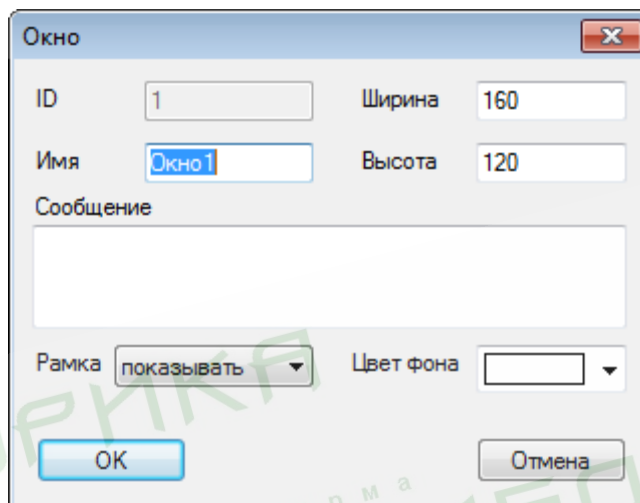 Окно
ID 1 Ширина 160
Имя Окно1 Высота 120
Сообщение
Рамка показывать Цвет фона
OK Отмена